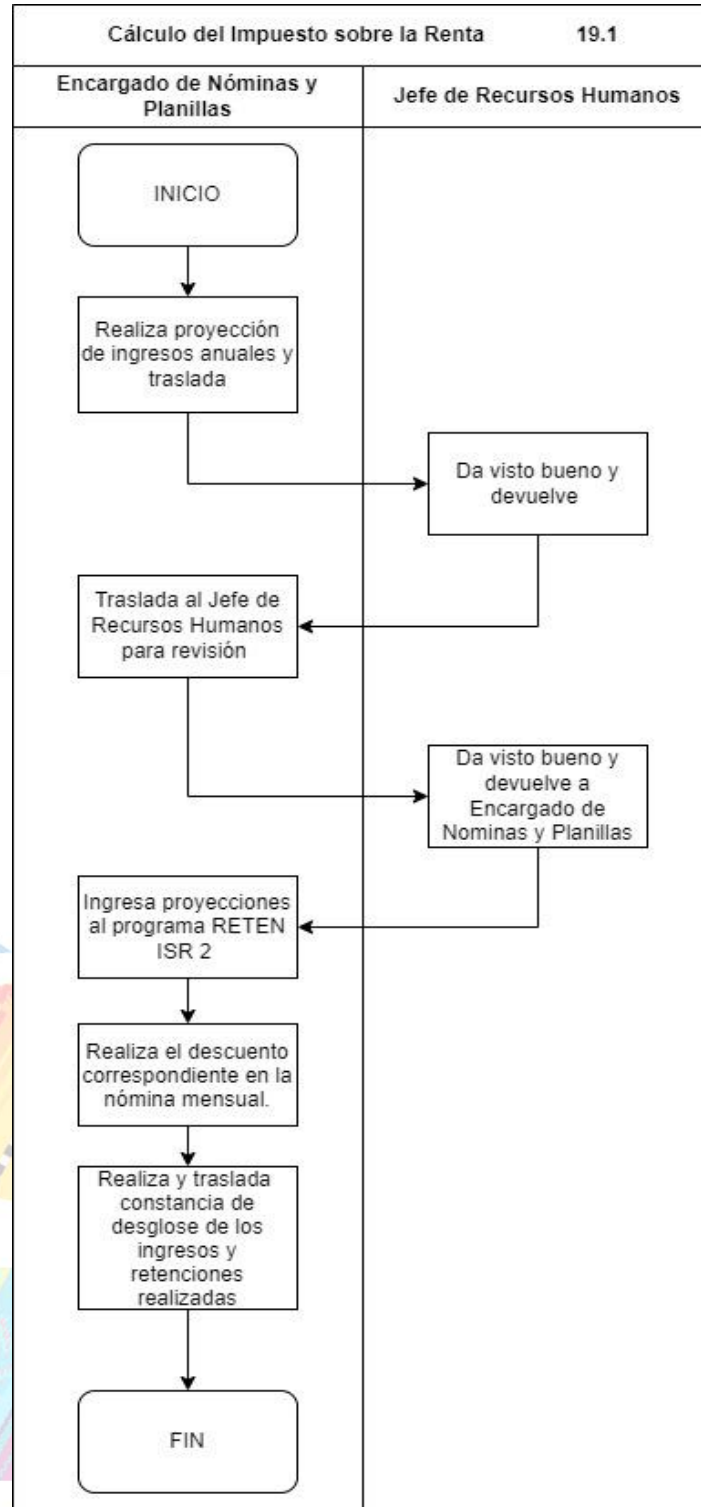 Cálculo del Impuesto sobre la Renta 19.1
Encargado de Nóminas y
Planillas
Jefe de Recursos Humanos
INICIO
Realiza proyección
de ingresos anuales y
traslada
Da visto bueno y
devuelve
Traslada al Jefe de
Recursos Humanos
para revisión
Da visto bueno y
devuelve a
Encargado de
Nominas y Planillas
Ingresa proyecciones
al programa RETEN
ISR 2
Realiza el descuento
correspondiente en la
nómina mensual.
Realiza y traslada
constancia de
desglose de los
ingresos y
retenciones
realizadas
FIN